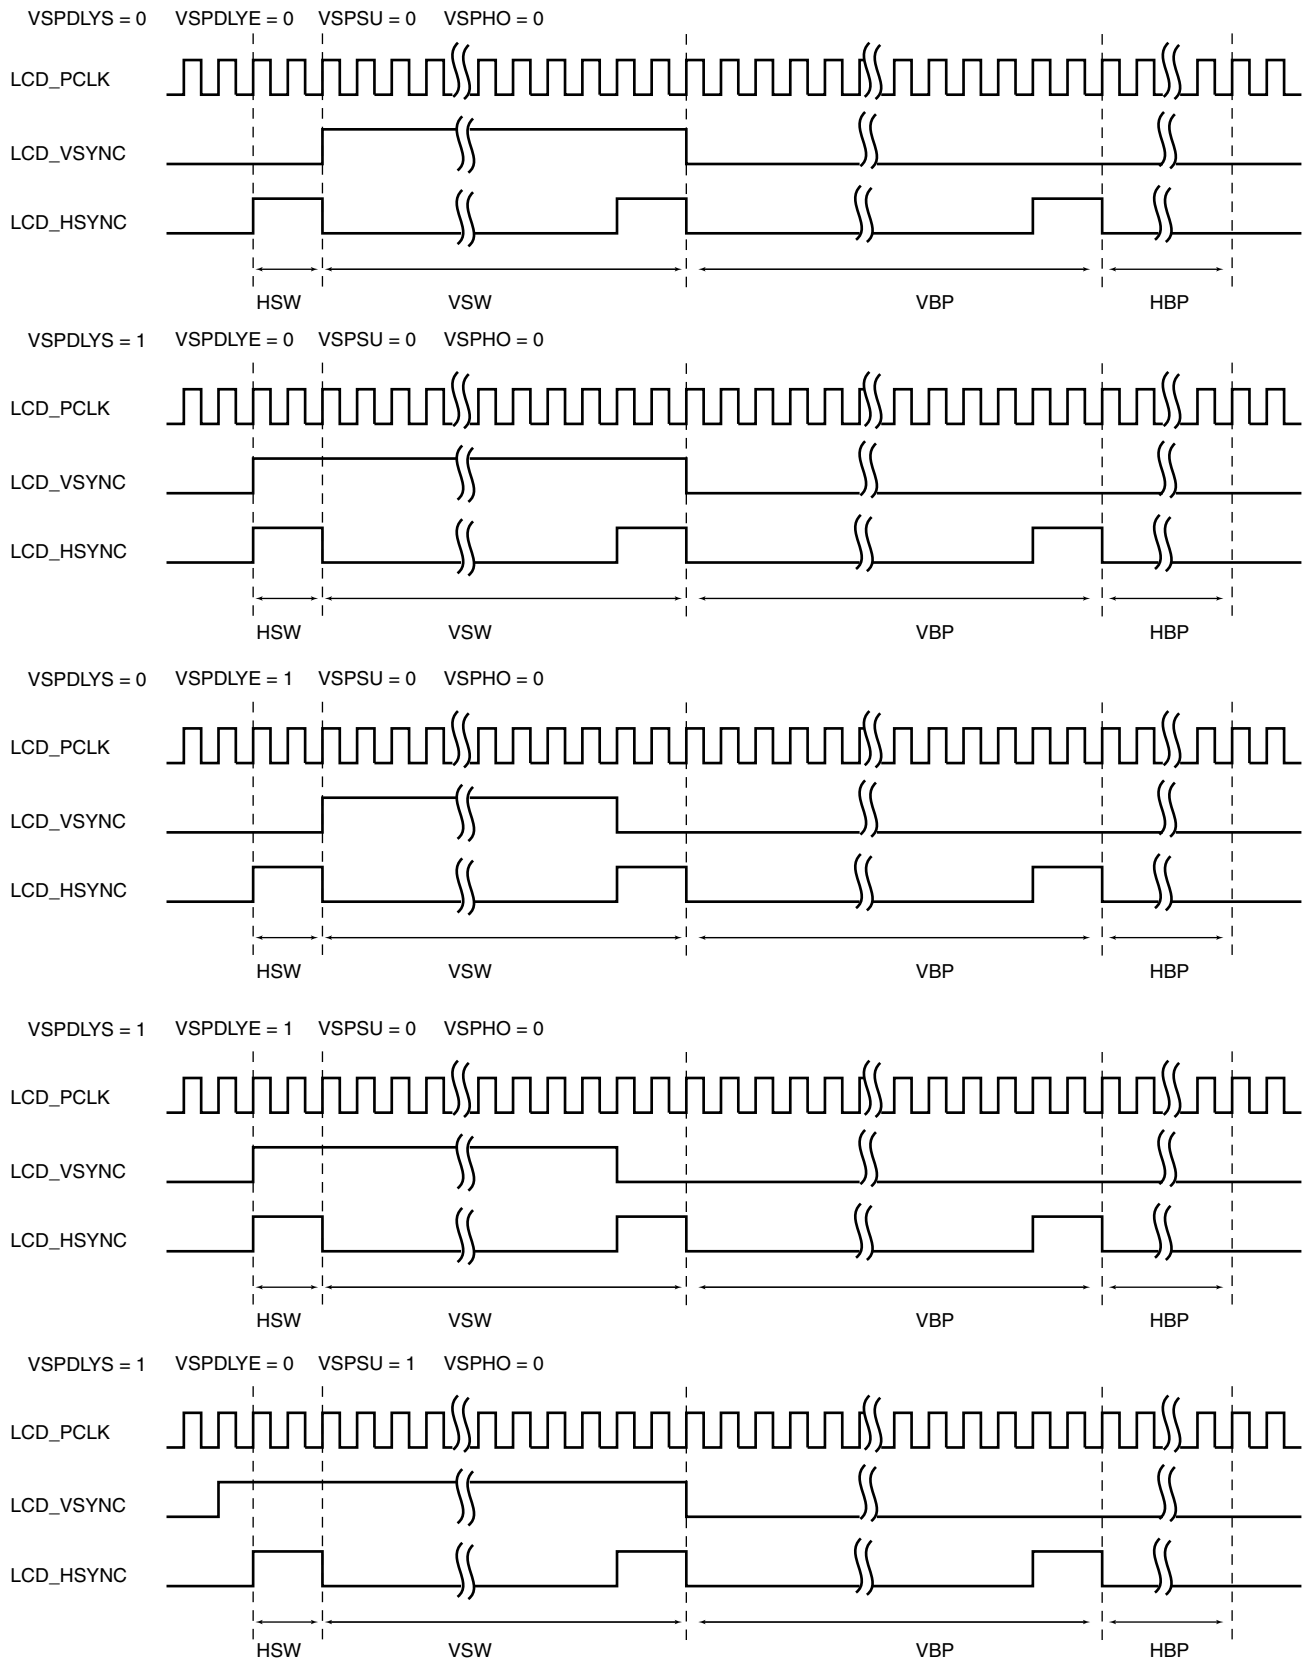 VSPDLYS = 0 VSPDLYE = 0 VSPSU = 0 VSPHO = 0
LCD_PCLK
LCD_VSYNC
LCD_HSYNC
HSW VSW VBP HBP
VSPDLYS = 1 VSPDLYE = 0 VSPSU = 0 VSPHO = 0
LCD_PCLK
LCD_VSYNC
LCD_HSYNC
HSW VSW VBP HBP
VSPDLYS = 0 VSPDLYE = 1 VSPSU = 0 VSPHO = 0
LCD_PCLK
LCD_VSYNC
LCD_HSYNC
HSW VSW VBP HBP
VSPDLYS = 1 VSPDLYE = 1 VSPSU = 0 VSPHO = 0
LCD_PCLK
LCD_VSYNC
LCD_HSYNC
HSW VSW VBP HBP
VSPDLYS = 1 VSPDLYE = 0 VSPSU = 1 VSPHO = 0
LCD_PCLK
LCD_VSYNC
LCD_HSYNC
HSW VSW VBP HBP